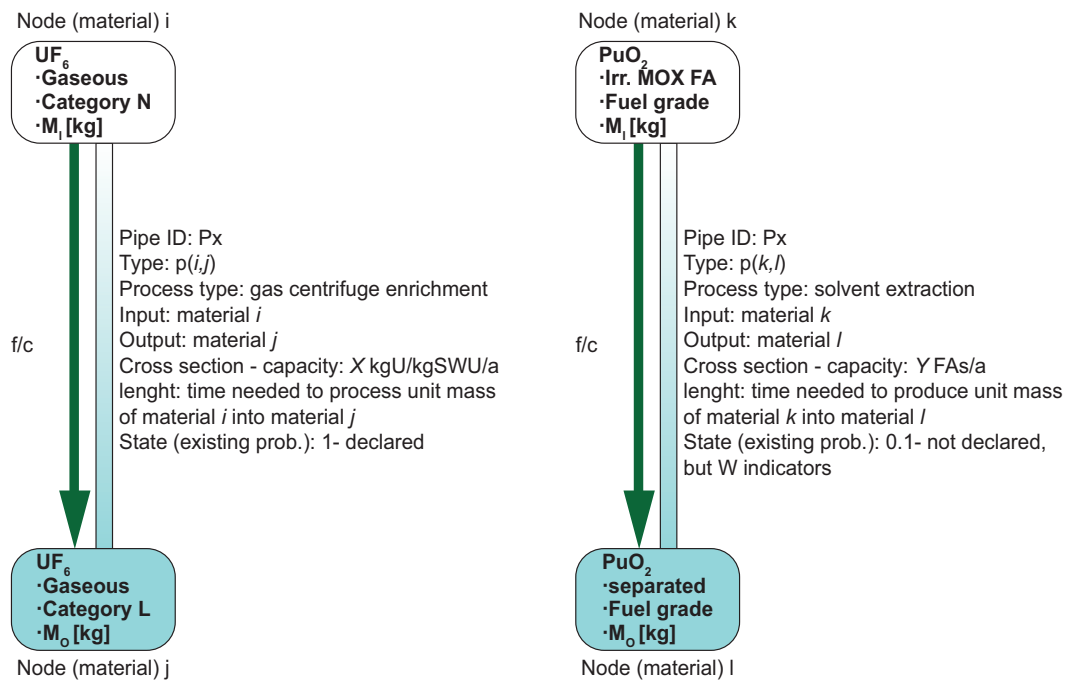 Node (material) i
UF6
·Gaseous
·Category N
·MI [kg]
f/c
Pipe ID: Px
Type: p(i,j)
Process type: gas centrifuge enrichment
Input: material i
Output: material j
Cross section - capacity: X kgU/kgSWU/a
lenght: time needed to process unit mass
of material i into material j
State (existing prob.): 1- declared
UF6
·Gaseous
·Category L
·MO [kg]
Node (material) j
Node (material) k
PuO2
·Irr. MOX FA
·Fuel grade
·MI [kg]
f/c
Pipe ID: Px
Type: p(k,l)
Process type: solvent extraction
Input: material k
Output: material l
Cross section - capacity: Y FAs/a
lenght: time needed to produce unit mass
of material k into material l
State (existing prob.): 0.1- not declared,
but W indicators
PuO2
·separated
·Fuel grade
·MO [kg]
Node (material) l